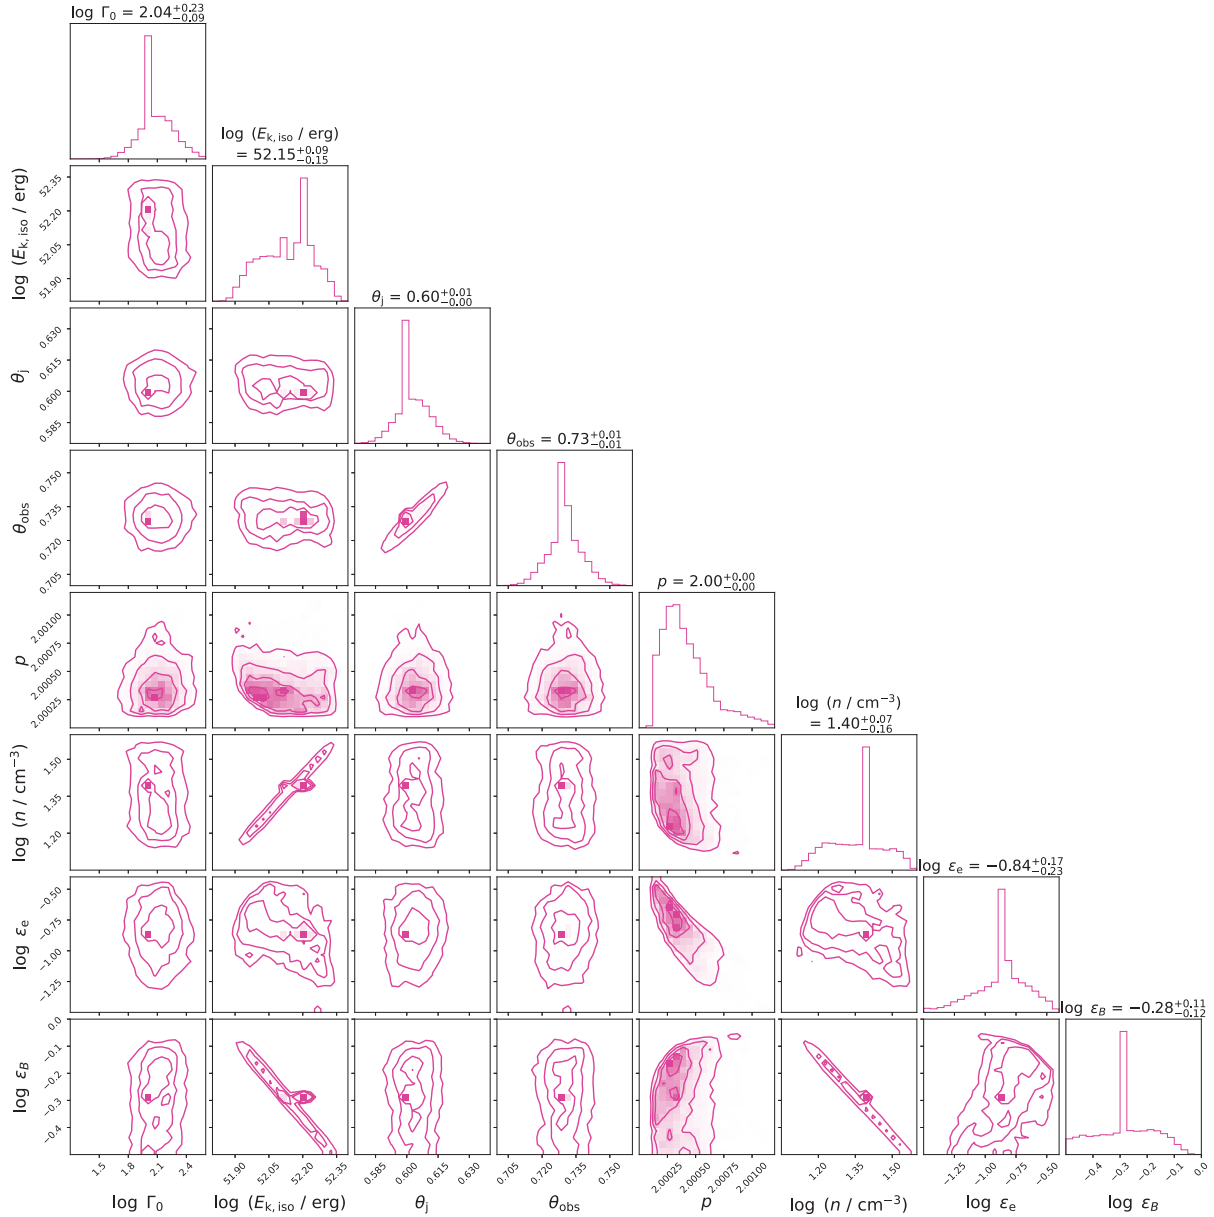 log Γ₀ = 2.04+0.23−0.09
log (Ek, iso / erg)
= 52.15+0.09−0.15
θj = 0.60+0.01−0.00
θobs = 0.73+0.01−0.01
p = 2.00+0.00−0.00
log (n / cm−3)
= 1.40+0.07−0.16
log εe = −0.84+0.17−0.23
log εB = −0.28+0.11−0.12
log (Ek, iso / erg)
52.35
52.20
52.05
51.90
θj
0.630
0.615
0.600
0.585
θobs
0.750
0.735
0.720
0.705
p
2.00100
2.00075
2.00050
2.00025
log (n / cm−3)
1.50
1.35
1.20
log εe
−0.50
−0.75
−1.00
−1.25
log εB
0.0
−0.1
−0.2
−0.3
−0.4
1.5 1.8 2.1 2.4
51.90 52.05 52.20 52.35
0.585 0.600 0.615 0.630
0.705 0.720 0.735 0.750
2.00025 2.00050 2.00075 2.00100
1.20 1.35 1.50
−1.25 −1.00 −0.75 −0.50
−0.4 −0.3 −0.2 −0.1 0.0
log Γ₀ log (Ek, iso / erg) θj θobs p log (n / cm−3) log εe log εB